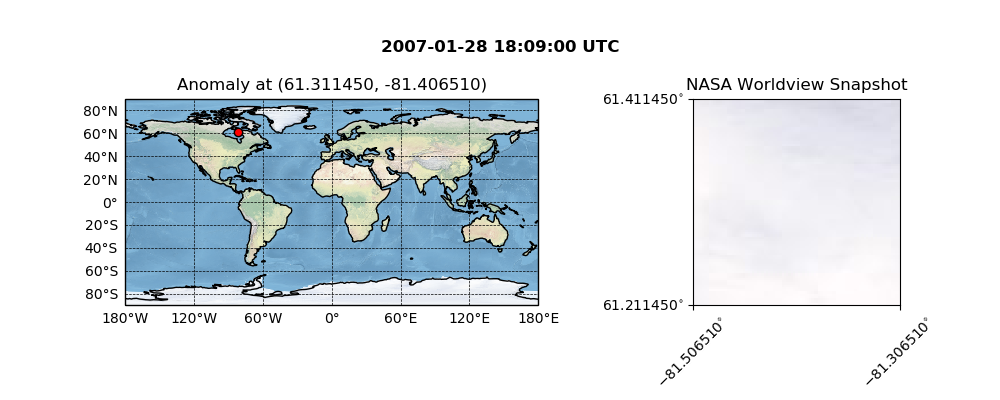 2007-01-28 18:09:00 UTC
Anomaly at (61.311450, -81.406510)
80°N
60°N
40°N
20°N
0°
20°S
40°S
60°S
80°S
180°W 120°W 60°W 0° 60°E 120°E 180°E
NASA Worldview Snapshot
61.411450°
61.211450°
−81.506510°
−81.306510°